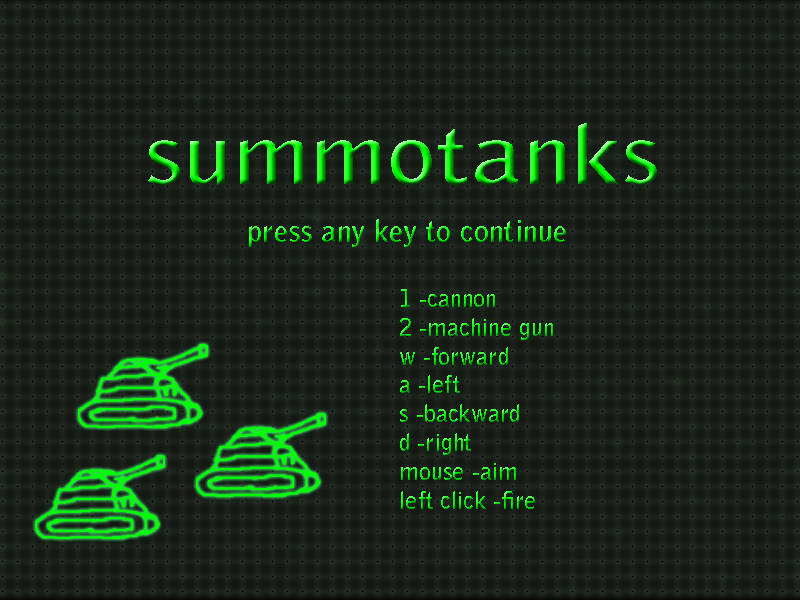 summotanks
press any key to continue
1 -cannon
2 -machine gun
w -forward
a -left
s -backward
d -right
mouse -aim
left click -fire